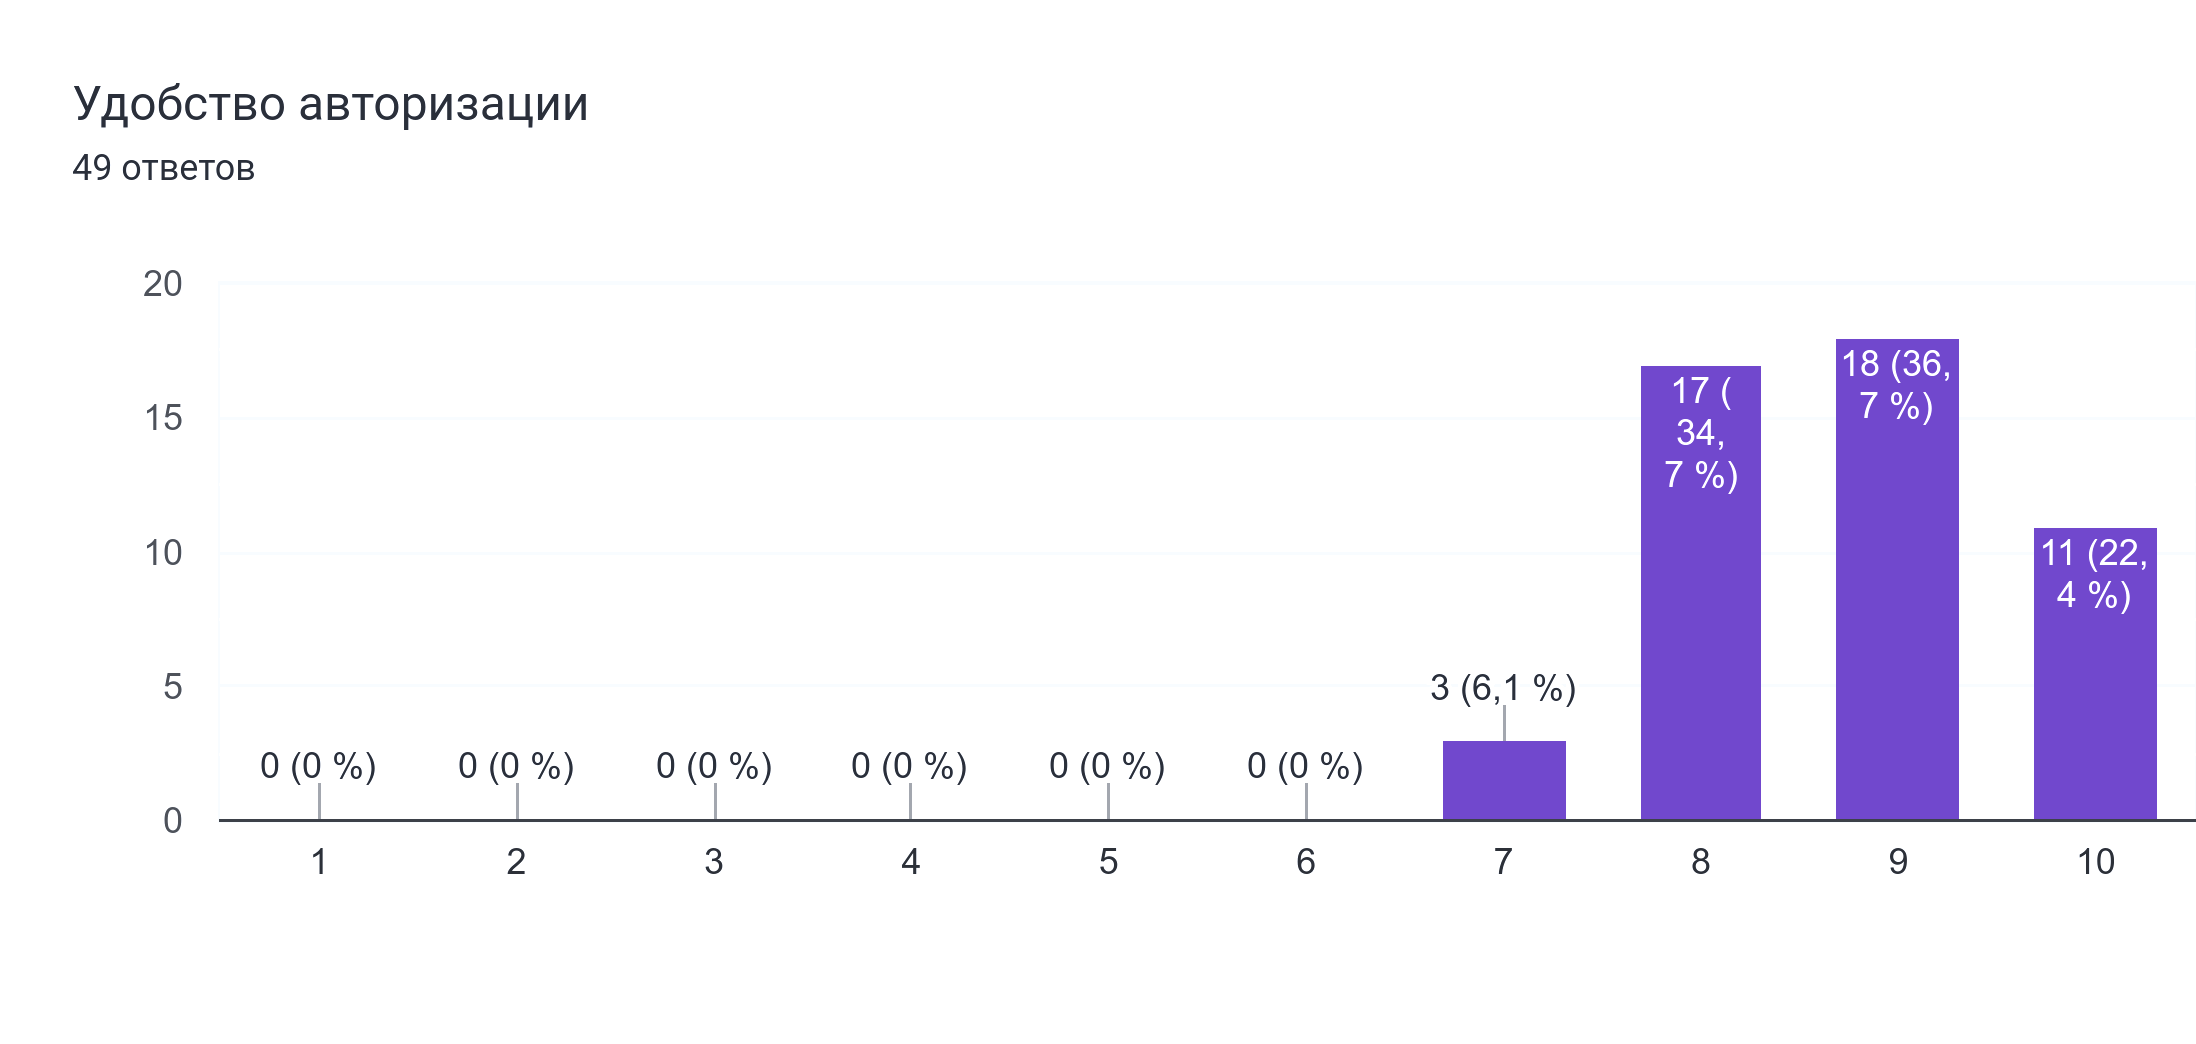 Удобство авторизации
49 ответов
20
15
10
5
0
0 (0 %)
0 (0 %)
0 (0 %)
0 (0 %)
0 (0 %)
0 (0 %)
3 (6,1 %)
17 (
34,
7 %)
18 (36,
7 %)
11 (22,
4 %)
1
2
3
4
5
6
7
8
9
10